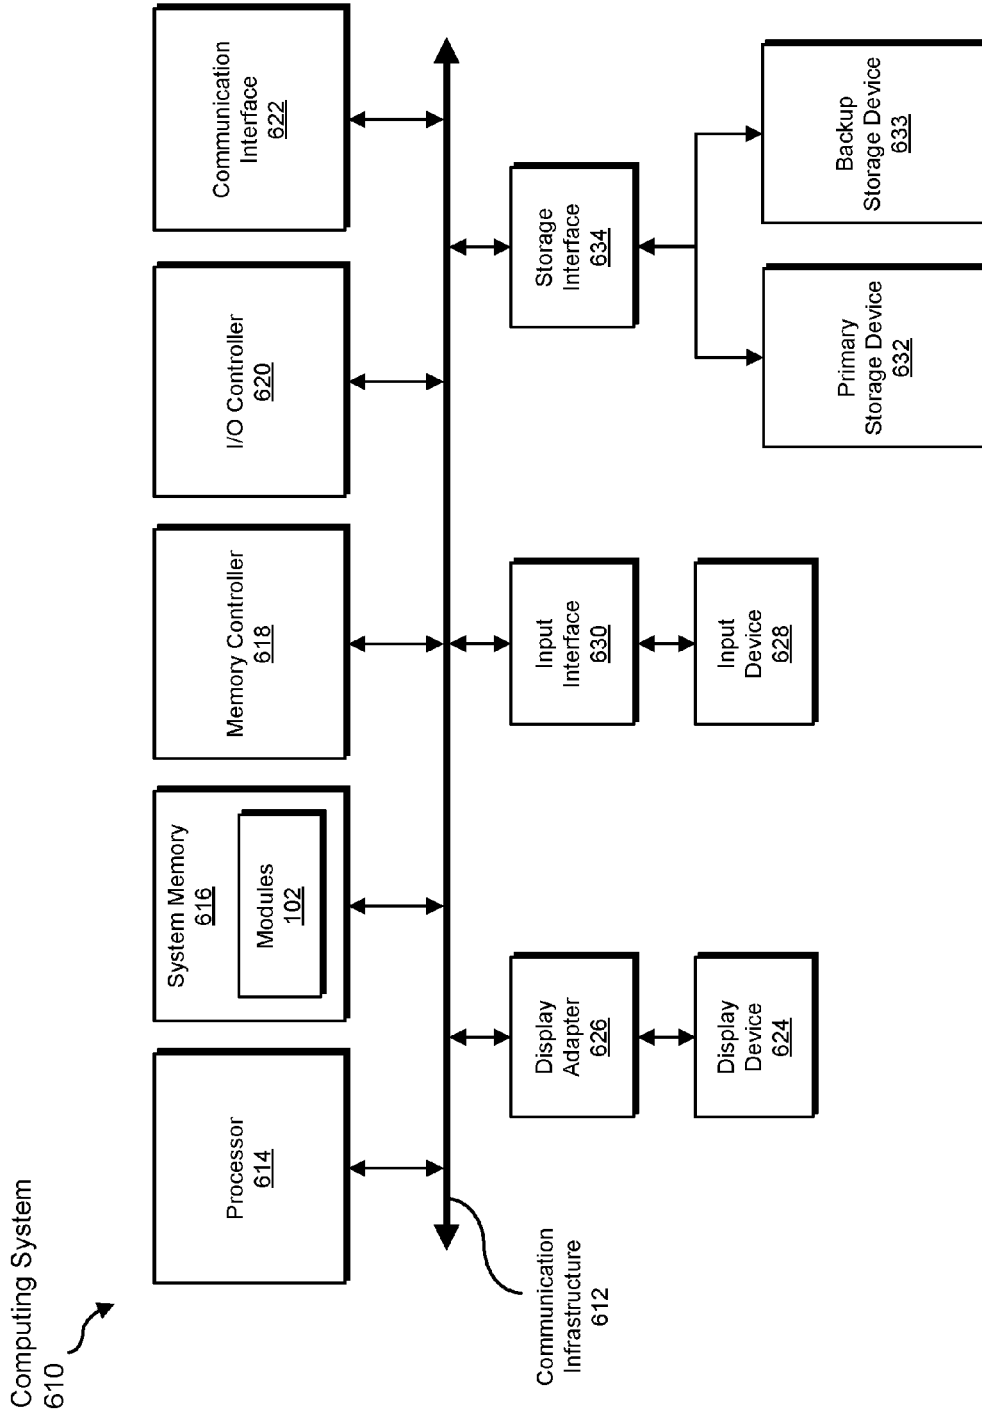 Computing System
610
Processor
614
System Memory
616
Modules
102
Memory Controller
618
I/O Controller
620
Communication
Interface
622
Communication
Infrastructure
612
Display
Adapter
626
Input
Interface
630
Storage
Interface
634
Display
Device
624
Input
Device
628
Primary
Storage Device
632
Backup
Storage Device
633